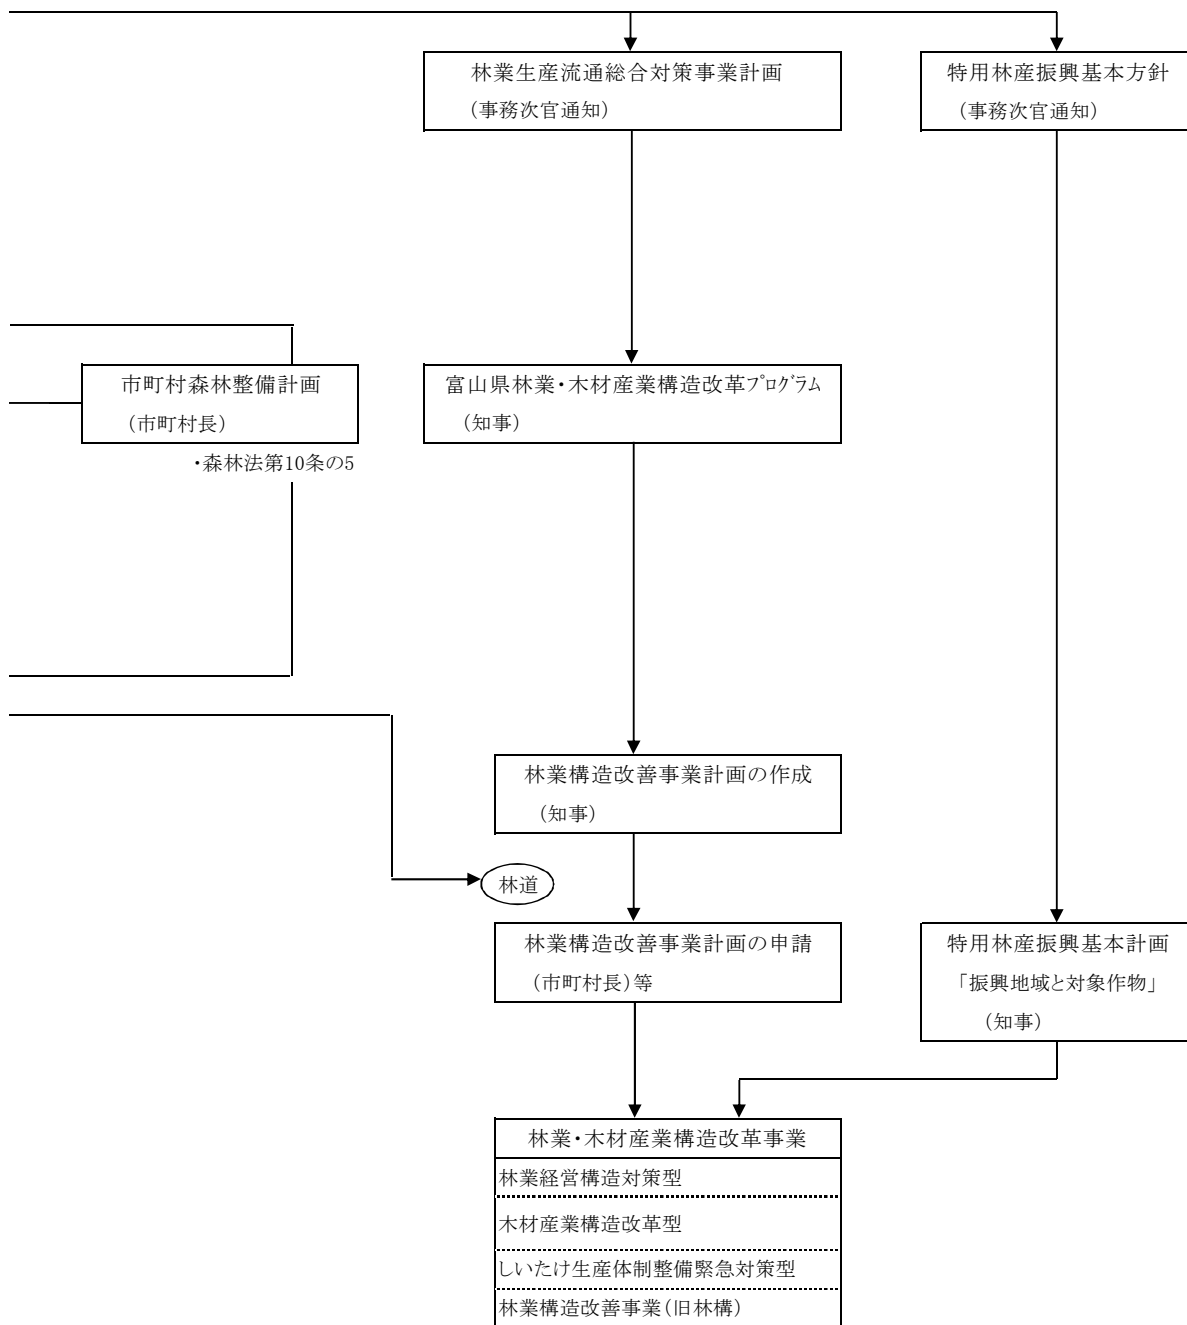 林業生産流通総合対策事業計画
(事務次官通知)
特用林産振興基本方針
(事務次官通知)
市町村森林整備計画
(市町村長)
・森林法第10条の5
富山県林業・木材産業構造改革ﾌﾟﾛｸﾞﾗﾑ
(知事)
林業構造改善事業計画の作成
(知事)
林道
林業構造改善事業計画の申請
(市町村長)等
特用林産振興基本計画
「振興地域と対象作物」
(知事)
林業・木材産業構造改革事業
林業経営構造対策型
木材産業構造改革型
しいたけ生産体制整備緊急対策型
林業構造改善事業(旧林構)